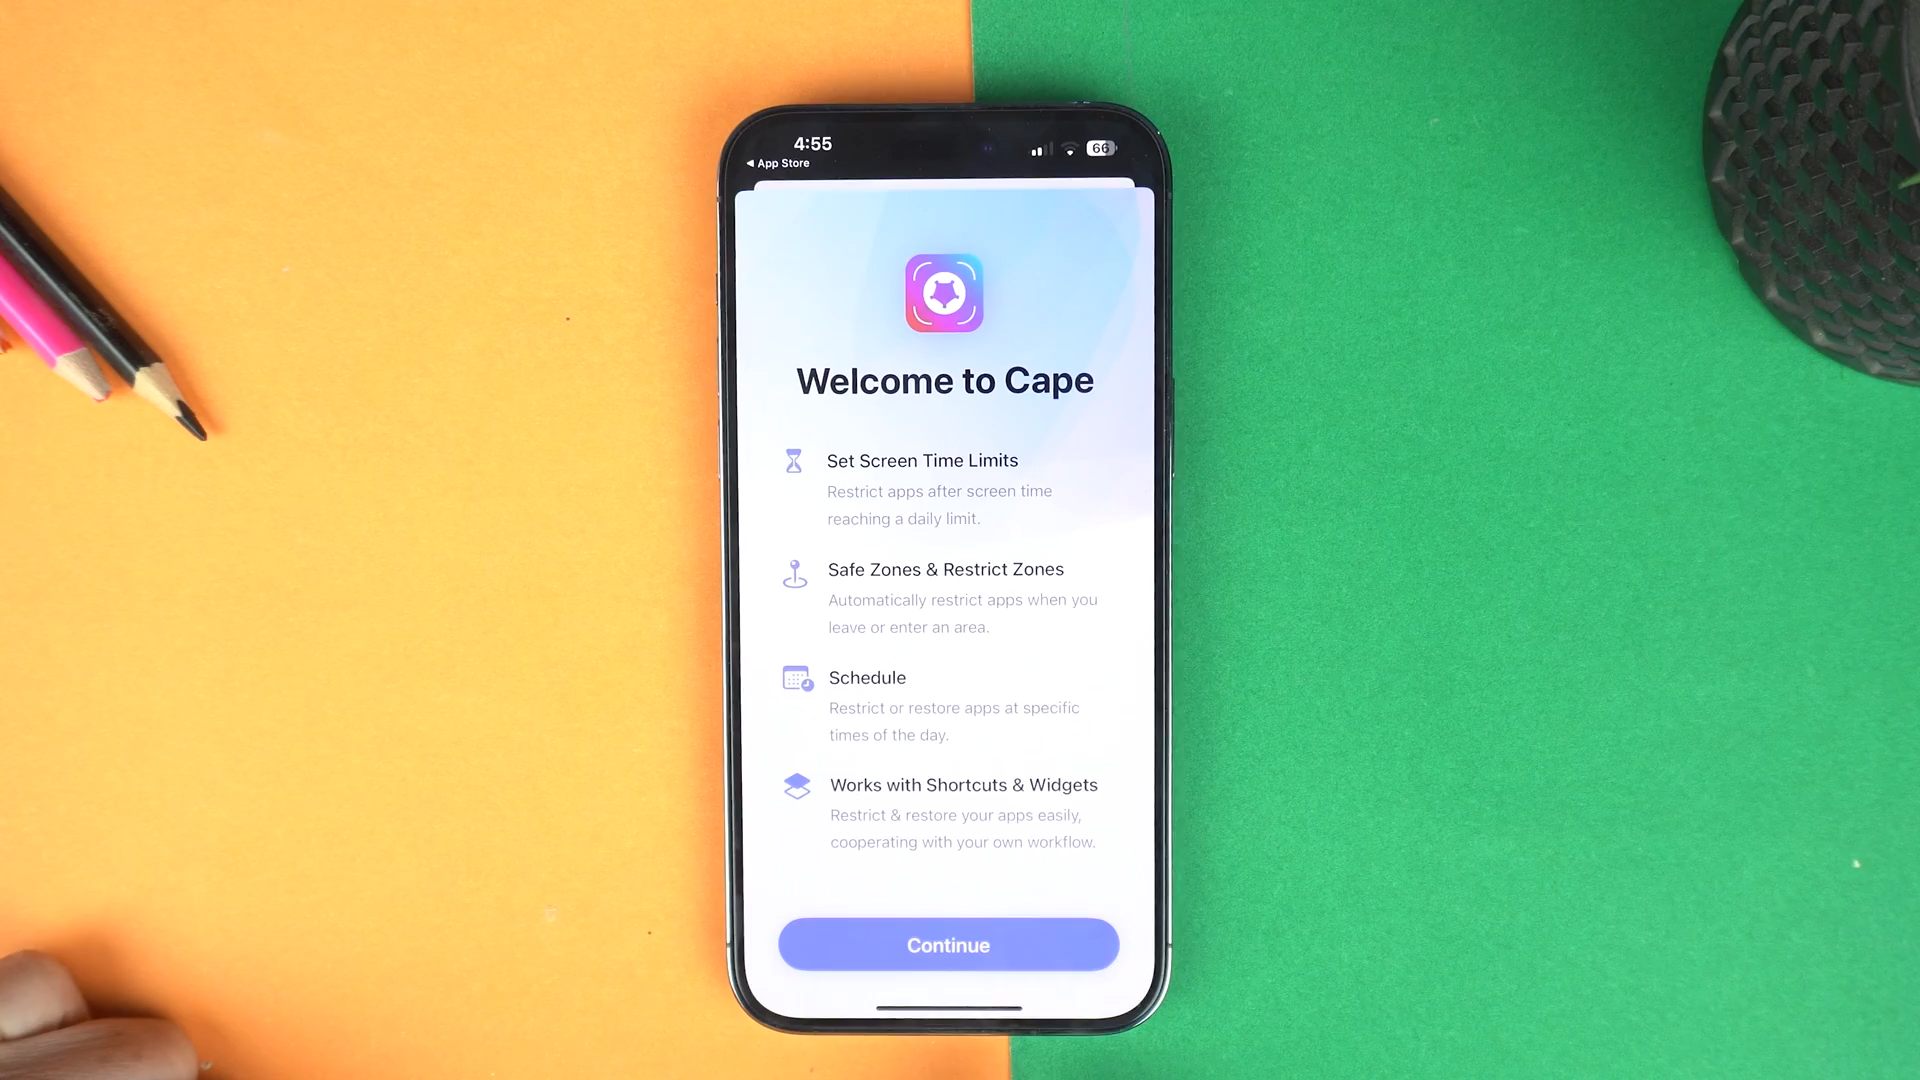 4:55
66
◀ App Store
Welcome to Cape
Set Screen Time Limits
Restrict apps after screen time
reaching a daily limit.
Safe Zones & Restrict Zones
Automatically restrict apps when you
leave or enter an area.
Schedule
Restrict or restore apps at specific
times of the day.
Works with Shortcuts & Widgets
Restrict & restore your apps easily,
cooperating with your own workflow.
Continue